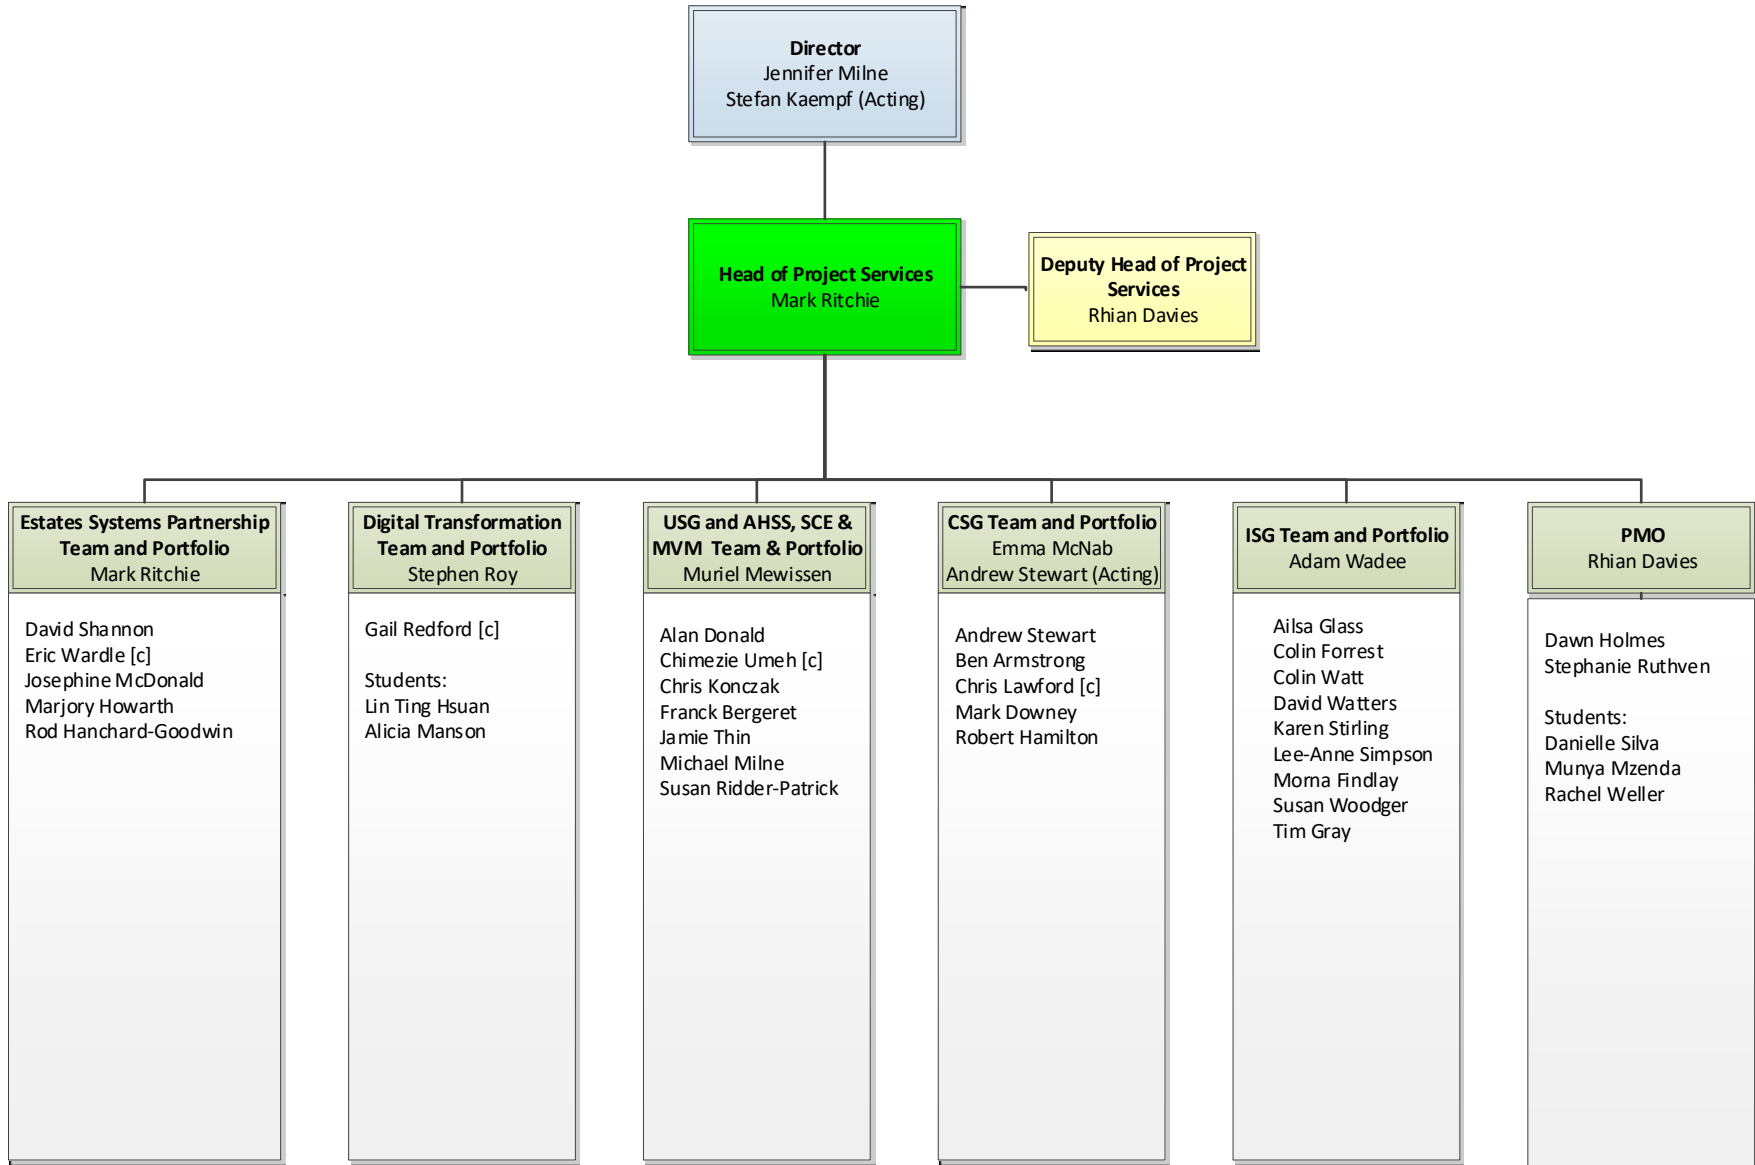 Director
Jennifer Milne
Stefan Kaempf (Acting)
Head of Project Services
Mark Ritchie
Deputy Head of Project
Services
Rhian Davies
Estates Systems Partnership
Team and Portfolio
Mark Ritchie
David Shannon
Eric Wardle [c]
Josephine McDonald
Marjory Howarth
Rod Hanchard-Goodwin
Digital Transformation
Team and Portfolio
Stephen Roy
Gail Redford [c]
Students:
Lin Ting Hsuan
Alicia Manson
USG and AHSS, SCE &
MVM Team & Portfolio
Muriel Mewissen
Alan Donald
Chimezie Umeh [c]
Chris Konczak
Franck Bergeret
Jamie Thin
Michael Milne
Susan Ridder-Patrick
CSG Team and Portfolio
Emma McNab
Andrew Stewart (Acting)
Andrew Stewart
Ben Armstrong
Chris Lawford [c]
Mark Downey
Robert Hamilton
ISG Team and Portfolio
Adam Wadee
Ailsa Glass
Colin Forrest
Colin Watt
David Watters
Karen Stirling
Lee-Anne Simpson
Morna Findlay
Susan Woodger
Tim Gray
PMO
Rhian Davies
Dawn Holmes
Stephanie Ruthven
Students:
Danielle Silva
Munya Mzenda
Rachel Weller